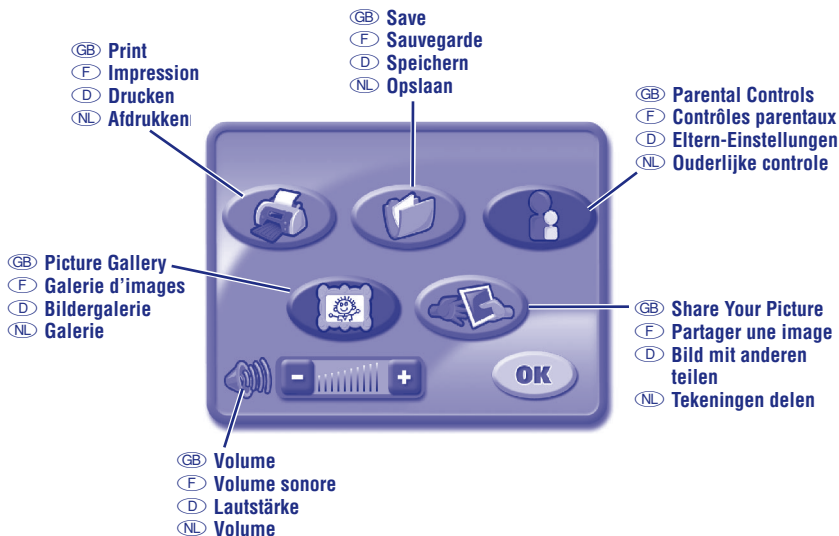 GB Save
F Sauvegarde
D Speichern
NL Opslaan
GB Print
F Impression
D Drucken
NL Afdrukken
GB Parental Controls
F Contrôles parentaux
D Eltern-Einstellungen
NL Ouderlijke controle
GB Picture Gallery
F Galerie d’images
D Bildergalerie
NL Galerie
GB Share Your Picture
F Partager une image
D Bild mit anderen
teilen
NL Tekeningen delen
- +
OK
GB Volume
F Volume sonore
D Lautstärke
NL Volume